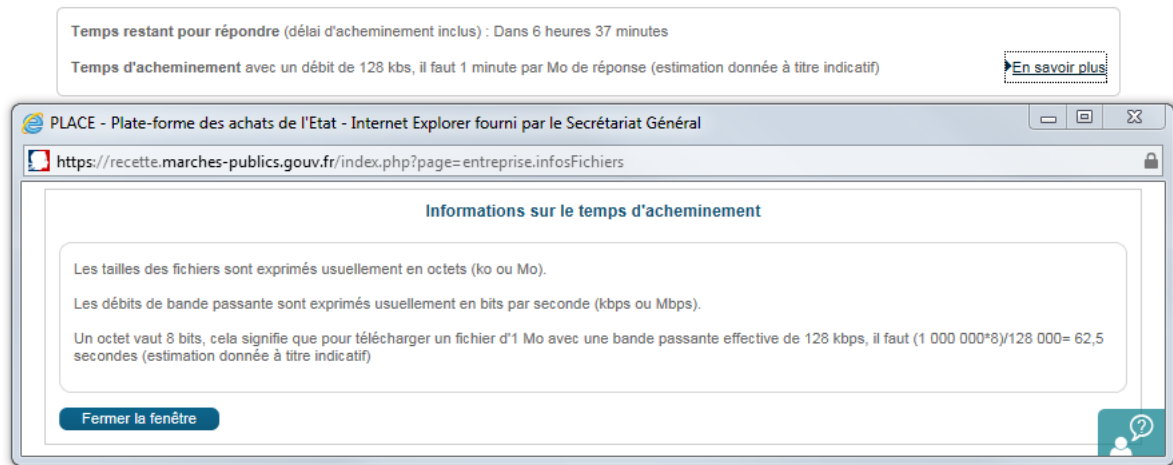 Temps restant pour répondre (délai d'acheminement inclus) : Dans 6 heures 37 minutes
Temps d'acheminement avec un débit de 128 kbs, il faut 1 minute par Mo de réponse (estimation donnée à titre indicatif)
En savoir plus
PLACE - Plate-forme des achats de l'Etat - Internet Explorer fourni par le Secrétariat Général
https://recette.marches-publics.gouv.fr/index.php?page=entreprise.infosFichiers
Informations sur le temps d'acheminement
Les tailles des fichiers sont exprimés usuellement en octets (ko ou Mo).
Les débits de bande passante sont exprimés usuellement en bits par seconde (kbps ou Mbps).
Un octet vaut 8 bits, cela signifie que pour télécharger un fichier d'1 Mo avec une bande passante effective de 128 kbps, il faut (1 000 000*8)/128 000= 62,5
secondes (estimation donnée à titre indicatif)
Fermer la fenêtre